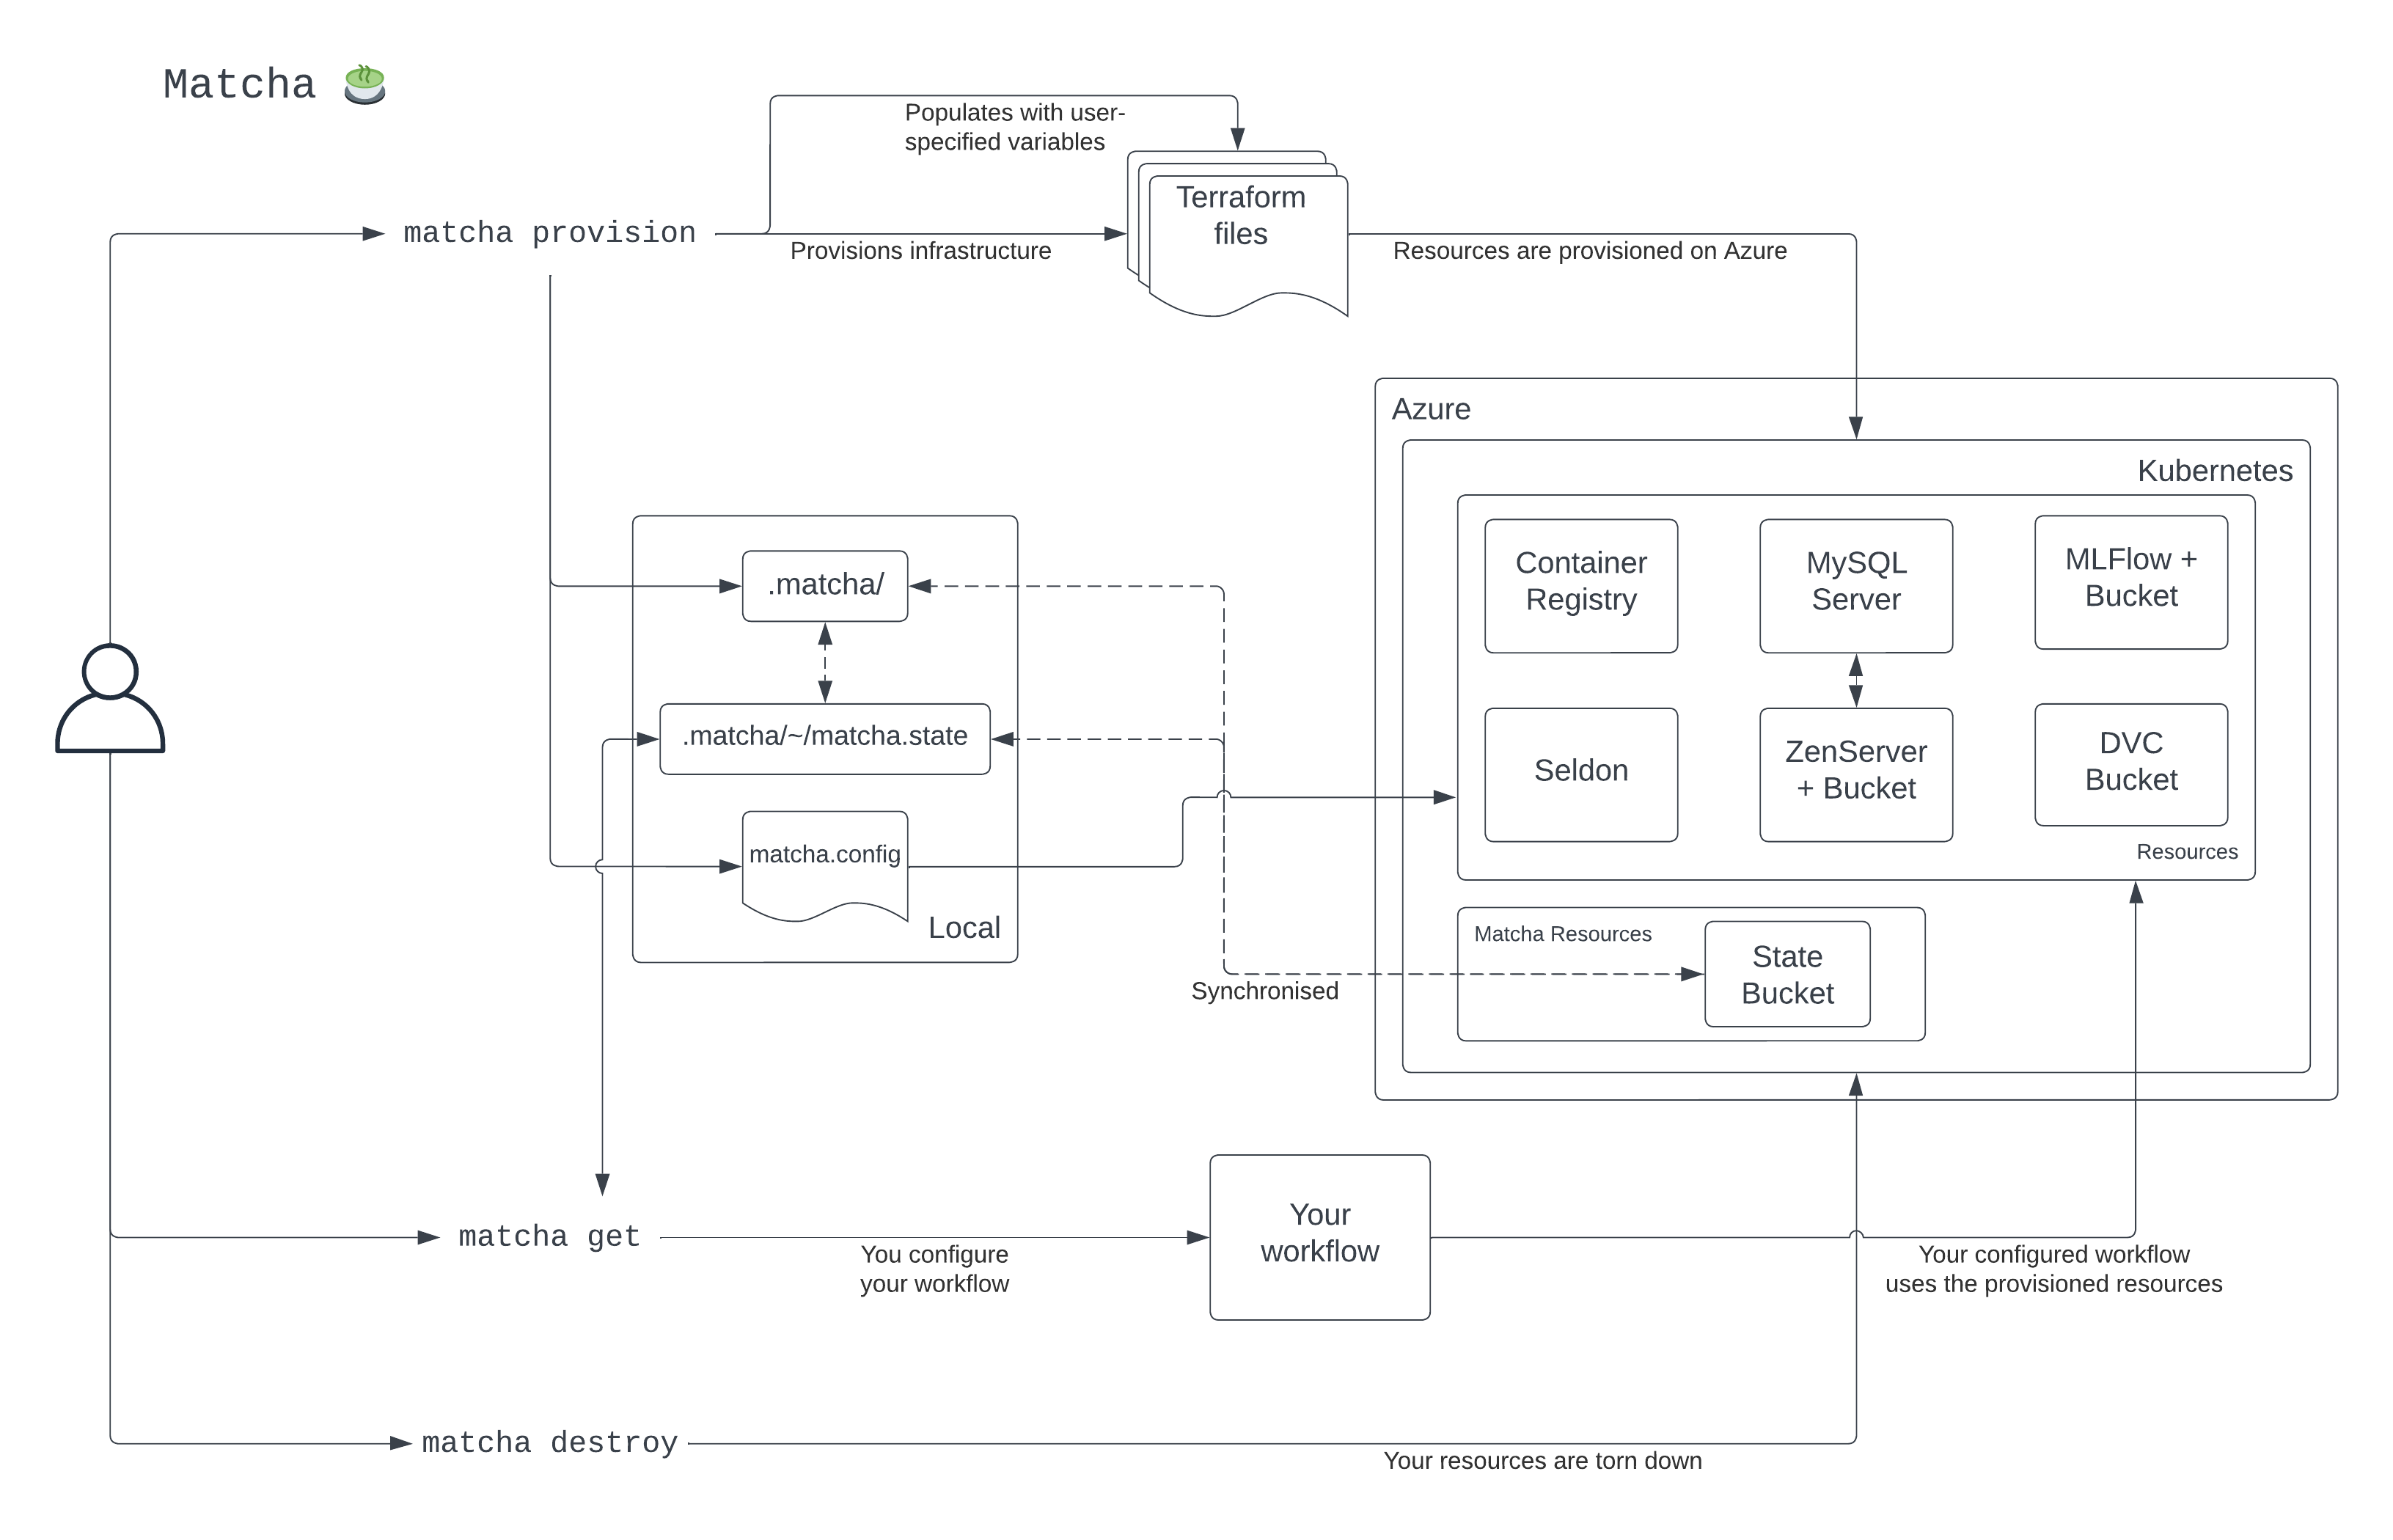 Matcha
Populates with user-
specified variables
Terraform
files
matcha provision
Provisions infrastructure
Resources are provisioned on Azure
Azure
Kubernetes
Container
Registry
MySQL
Server
MLFlow +
Bucket
Seldon
ZenServer
+ Bucket
DVC
Bucket
Resources
.matcha/
.matcha/~/matcha.state
matcha.config
Local
Matcha Resources
State
Bucket
Synchronised
matcha get
You configure
your workflow
Your
workflow
Your configured workflow
uses the provisioned resources
matcha destroy
Your resources are torn down